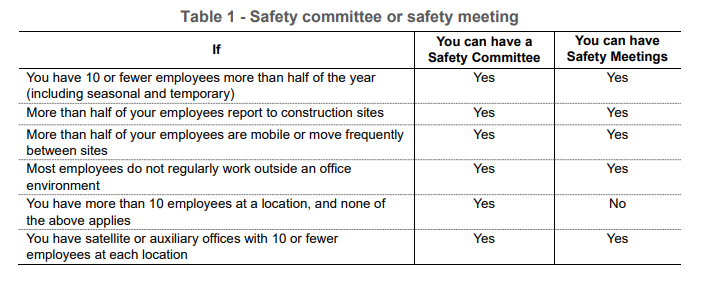 Table 1 - Safety committee or safety meeting
If
You can have a
Safety Committee
You can have
Safety Meetings
You have 10 or fewer employees more than half of the year
(including seasonal and temporary)
Yes
Yes
More than half of your employees report to construction sites
Yes
Yes
More than half of your employees are mobile or move frequently
between sites
Yes
Yes
Most employees do not regularly work outside an office
environment
Yes
Yes
You have more than 10 employees at a location, and none of
the above applies
Yes
No
You have satellite or auxiliary offices with 10 or fewer
employees at each location
Yes
Yes